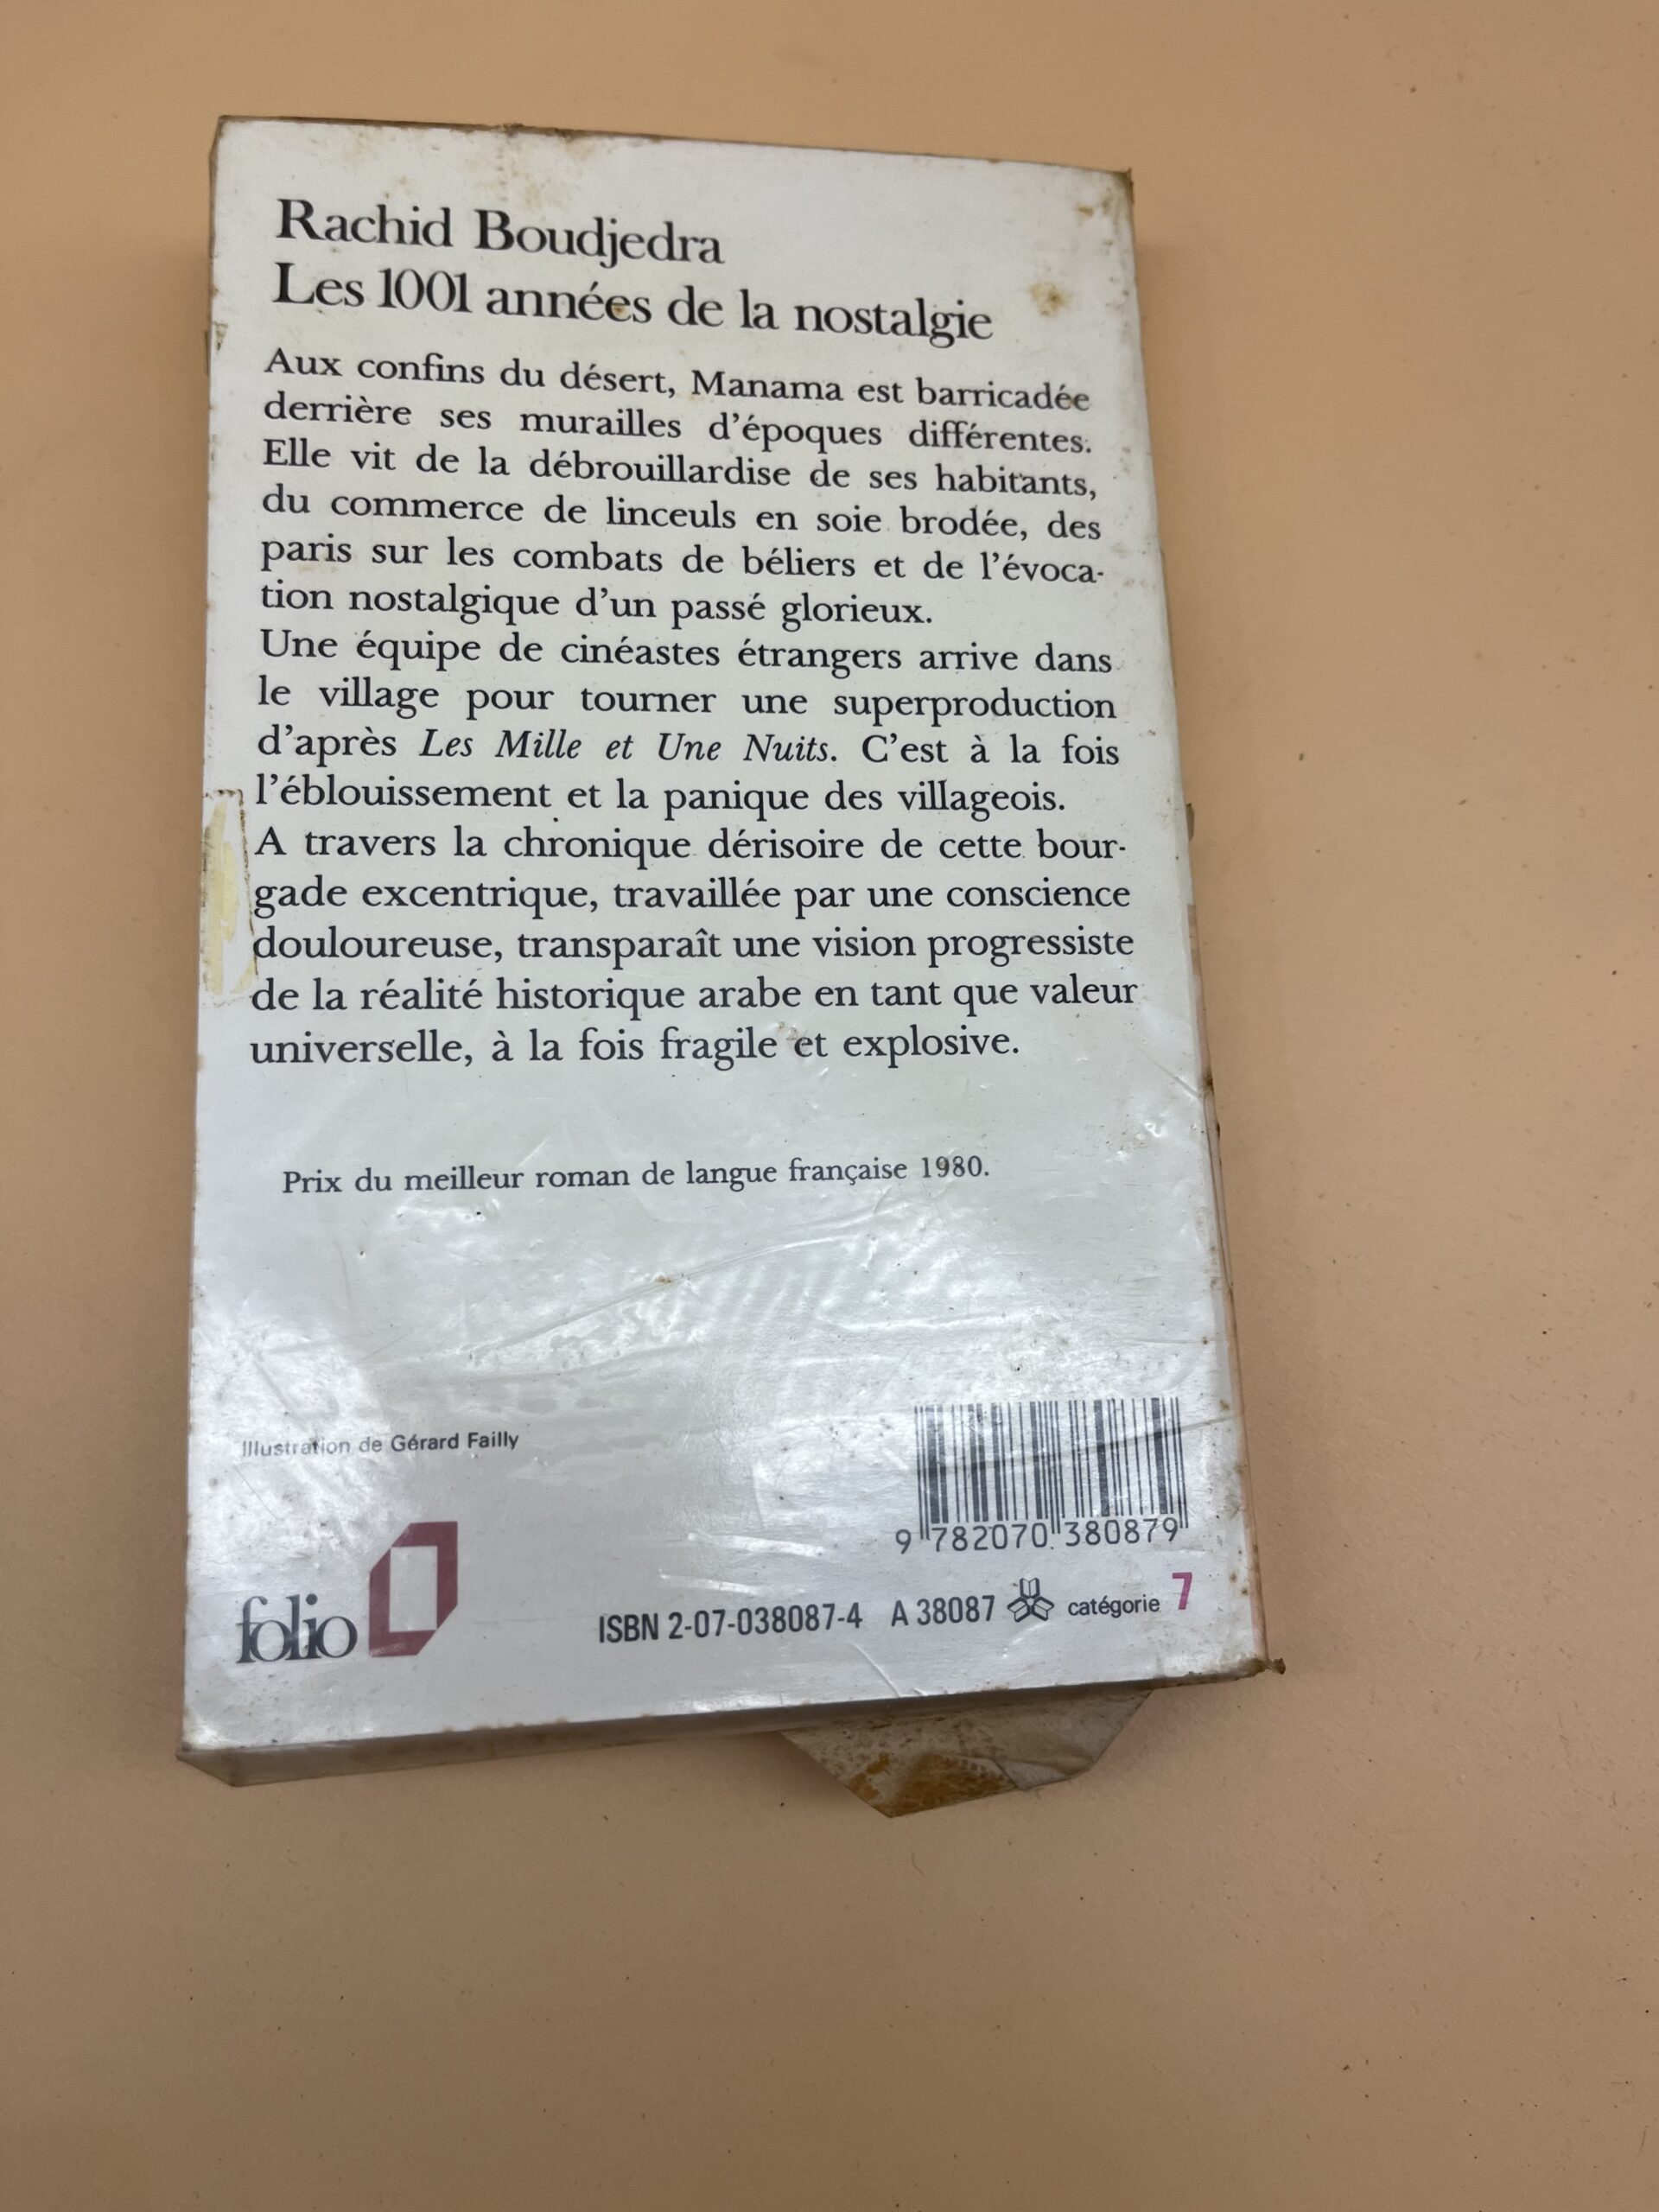 Rachid Boudjedra
Les 1001 années de la nostalgie
Aux confins du désert, Manama est barricadée
derrière ses murailles d'époques différentes.
Elle vit de la débrouillardise de ses habitants,
du commerce de linceuls en soie brodée, des
paris sur les combats de béliers et de l'évoca-
tion nostalgique d'un passé glorieux.
Une équipe de cinéastes étrangers arrive dans
le village pour tourner une superproduction
d'après Les Mille et Une Nuits. C'est à la fois
l'éblouissement et la panique des villageois.
A travers la chronique dérisoire de cette bour-
gade excentrique, travaillée par une conscience
douloureuse, transparaît une vision progressiste
de la réalité historique arabe en tant que valeur
universelle, à la fois fragile et explosive.
Prix du meilleur roman de langue française 1980.
Illustration de Gérard Failly
9 782070 380879
folio
ISBN 2-07-038087-4 A 38087 catégorie 7